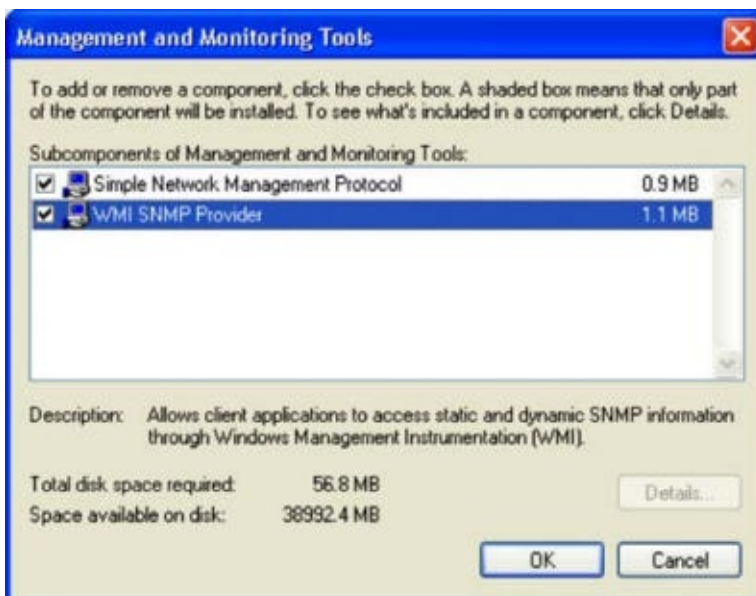 Management and Monitoring Tools
To add or remove a component, click the check box. A shaded box means that only part
of the component will be installed. To see what's included in a component, click Details.
Subcomponents of Management and Monitoring Tools:
Simple Network Management Protocol 0.9 MB
WMI SNMP Provider 1.1 MB
Description: Allows client applications to access static and dynamic SNMP information
through Windows Management Instrumentation (WMI).
Total disk space required: 56.8 MB
Details...
Space available on disk: 38992.4 MB
OK Cancel